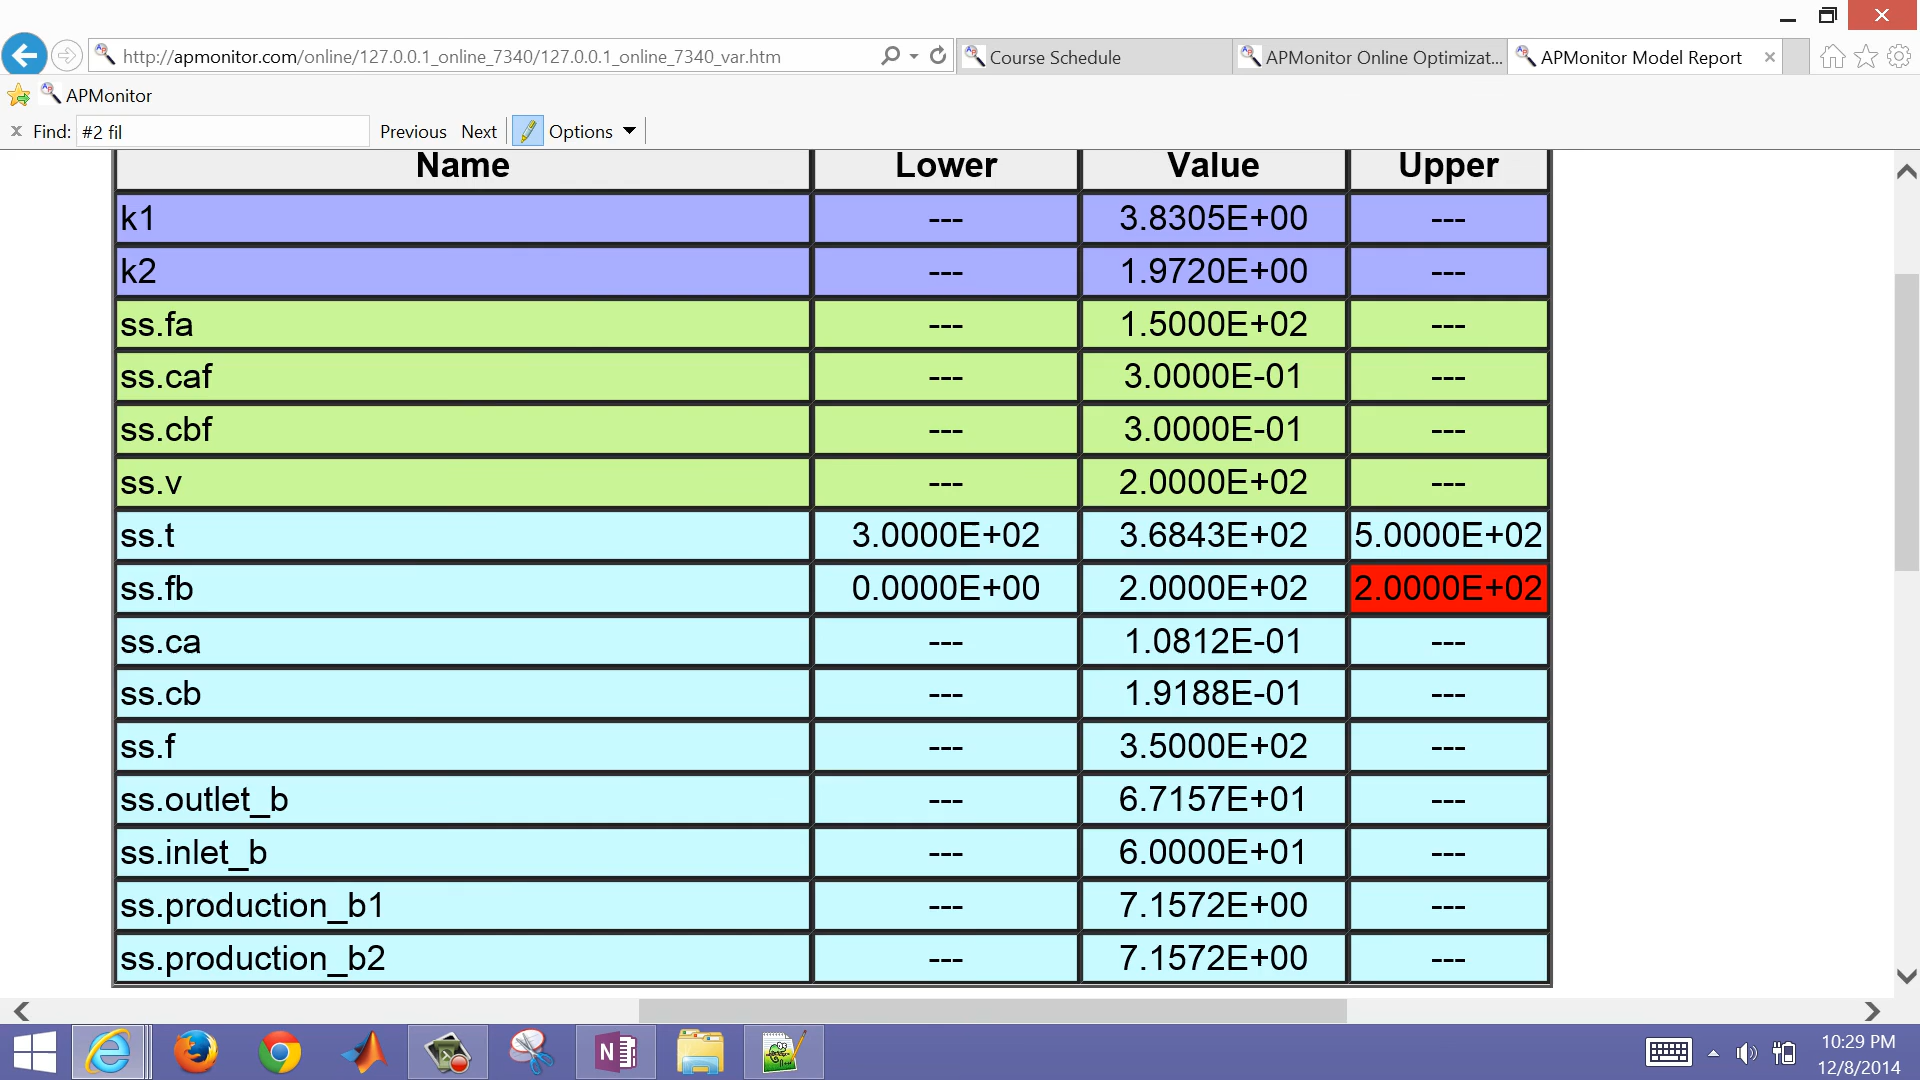 http://apmonitor.com/online/127.0.0.1_online_7340/127.0.0.1_online_7340_var.htm
Course Schedule
APMonitor Online Optimizat...
APMonitor Model Report
APMonitor
Find: #2 fil Previous Next Options
Name Lower Value Upper
k1 --- 3.8305E+00 ---
k2 --- 1.9720E+00 ---
ss.fa --- 1.5000E+02 ---
ss.caf --- 3.0000E-01 ---
ss.cbf --- 3.0000E-01 ---
ss.v --- 2.0000E+02 ---
ss.t 3.0000E+02 3.6843E+02 5.0000E+02
ss.fb 0.0000E+00 2.0000E+02 2.0000E+02
ss.ca --- 1.0812E-01 ---
ss.cb --- 1.9188E-01 ---
ss.f --- 3.5000E+02 ---
ss.outlet_b --- 6.7157E+01 ---
ss.inlet_b --- 6.0000E+01 ---
ss.production_b1 --- 7.1572E+00 ---
ss.production_b2 --- 7.1572E+00 ---
10:29 PM
12/8/2014